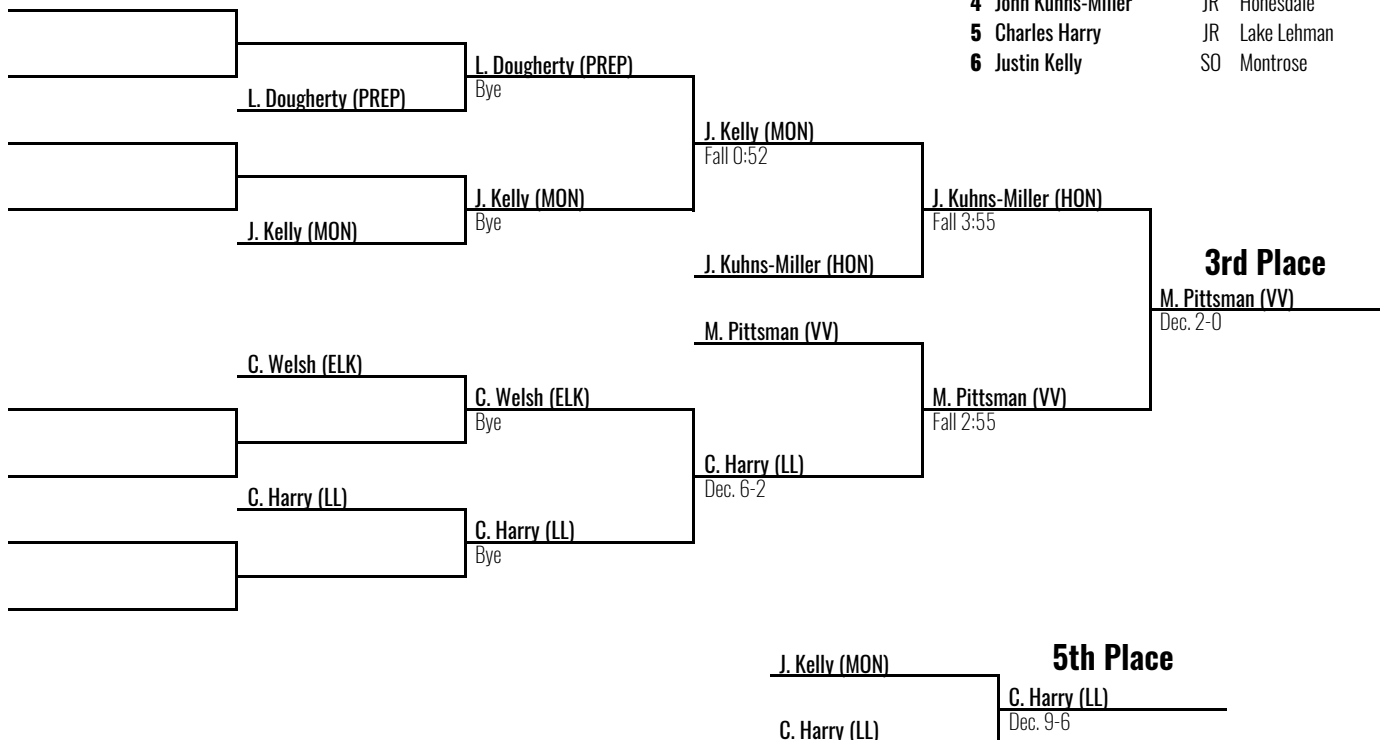 4 John Kuhns-Miller JR Honesdale
5 Charles Harry JR Lake Lehman
6 Justin Kelly SO Montrose
L. Dougherty (PREP)
Bye
L. Dougherty (PREP)
J. Kelly (MON)
Fall 0:52
J. Kelly (MON)
Bye
J. Kelly (MON)
J. Kuhns-Miller (HON)
Fall 3:55
J. Kuhns-Miller (HON)
3rd Place
M. Pittsman (VV)
Dec. 2-0
M. Pittsman (VV)
C. Welsh (ELK)
C. Welsh (ELK)
Bye
M. Pittsman (VV)
Fall 2:55
C. Harry (LL)
Dec. 6-2
C. Harry (LL)
C. Harry (LL)
Bye
5th Place
J. Kelly (MON)
C. Harry (LL)
Dec. 9-6
C. Harry (LL)